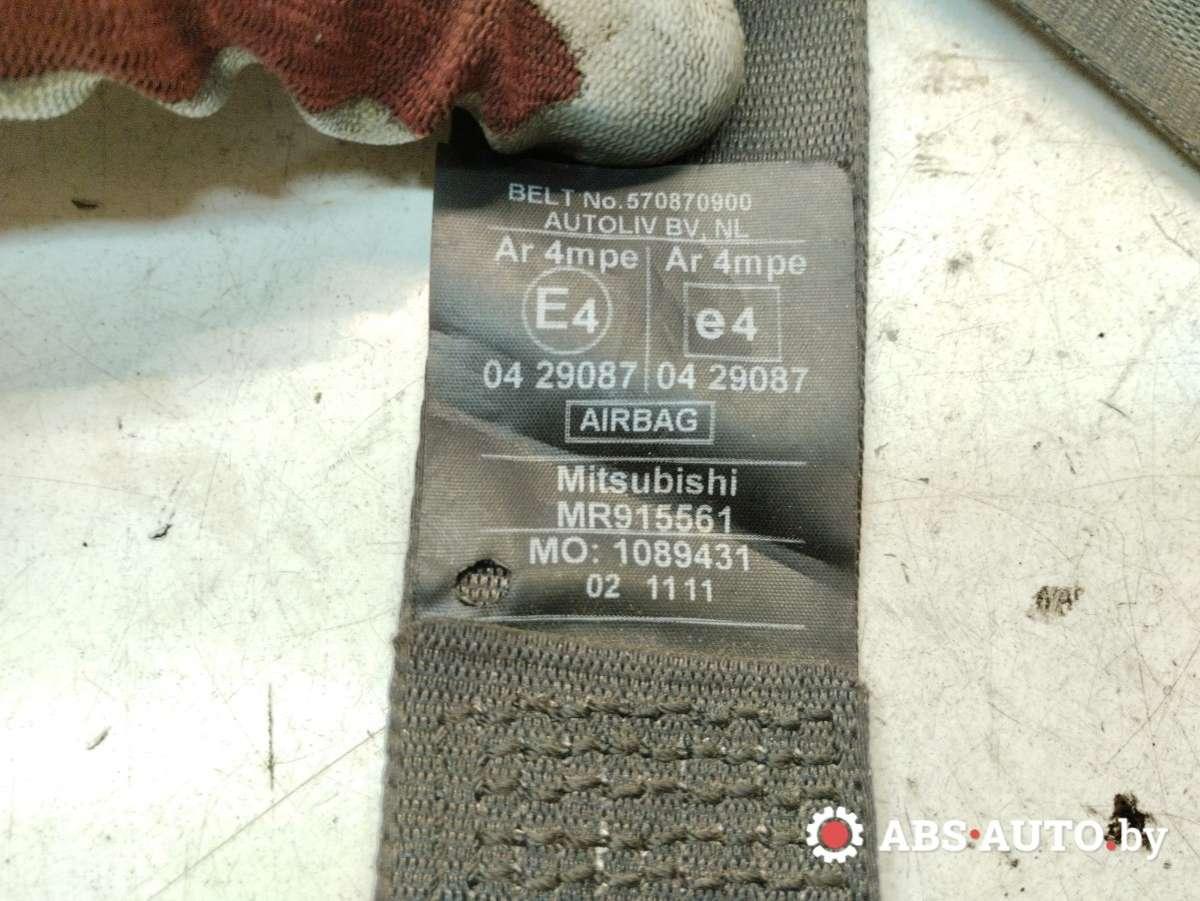 BELT No.570870900
AUTOLIV BV, NL
Ar 4mpe Ar 4mpe
E4 e4
04 29087 04 29087
AIRBAG
Mitsubishi
MR915561
MO: 1089431
02 1111
ABS•AUTO.by